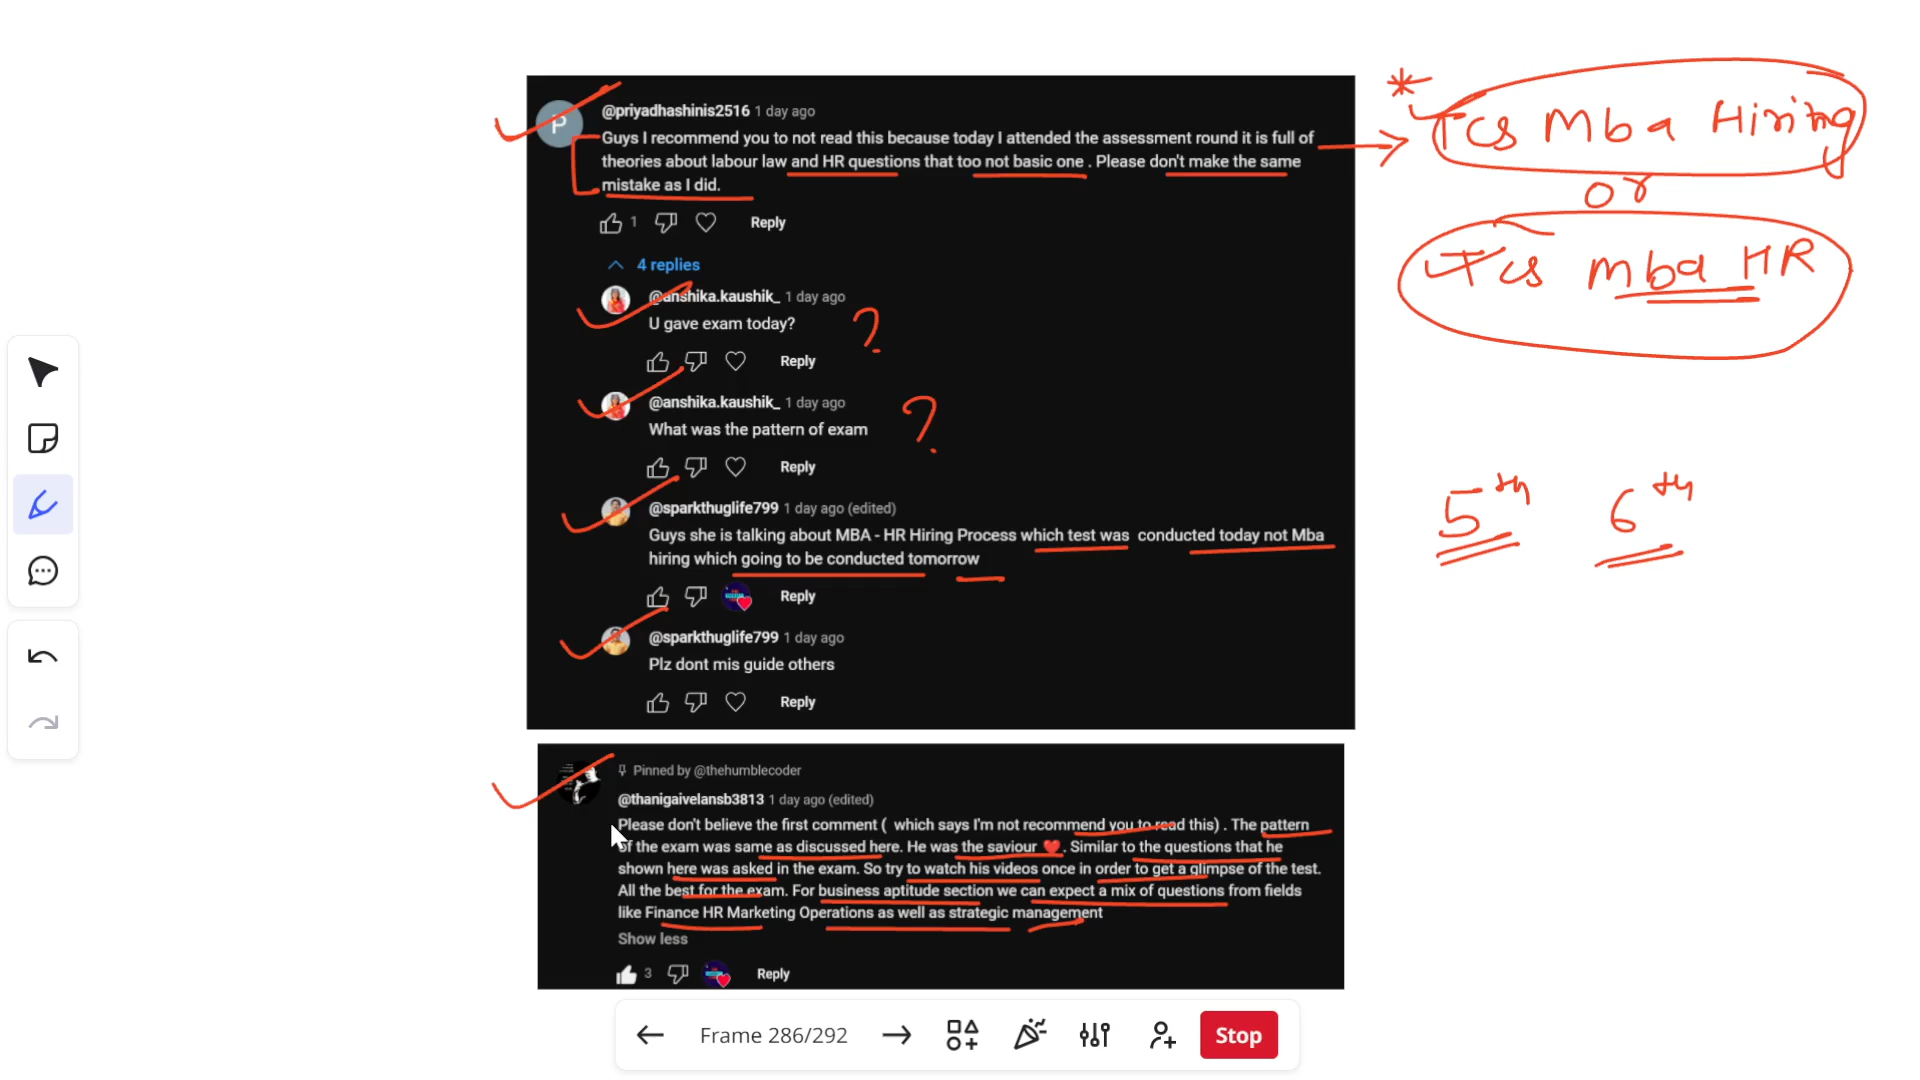 @priyadhashinis2516 1 day ago
Guys I recommend you to not read this because today I attended the assessment round it is full of
theories about labour law and HR questions that too not basic one . Please don't make the same
mistake as I did.
1 Reply
4 replies
@anshika.kaushik_ 1 day ago
U gave exam today?
?
Reply
@anshika.kaushik_ 1 day ago
What was the pattern of exam
?
Reply
@sparkthuglife799 1 day ago (edited)
Guys she is talking about MBA - HR Hiring Process which test was conducted today not Mba
hiring which going to be conducted tomorrow
Reply
@sparkthuglife799 1 day ago
Plz dont mis guide others
Reply
P
* Tcs Mba Hiring
or
Tcs mba HR
5th 6th
Pinned by @thehumblecoder
@thanigaivelansb3813 1 day ago (edited)
Please don't believe the first comment ( which says I'm not recommend you to read this) . The pattern
of the exam was same as discussed here. He was the saviour ❤️. Similar to the questions that he
shown here was asked in the exam. So try to watch his videos once in order to get a glimpse of the test.
All the best for the exam. For business aptitude section we can expect a mix of questions from fields
like Finance HR Marketing Operations as well as strategic management
Show less
3 Reply
Frame 286/292
Stop